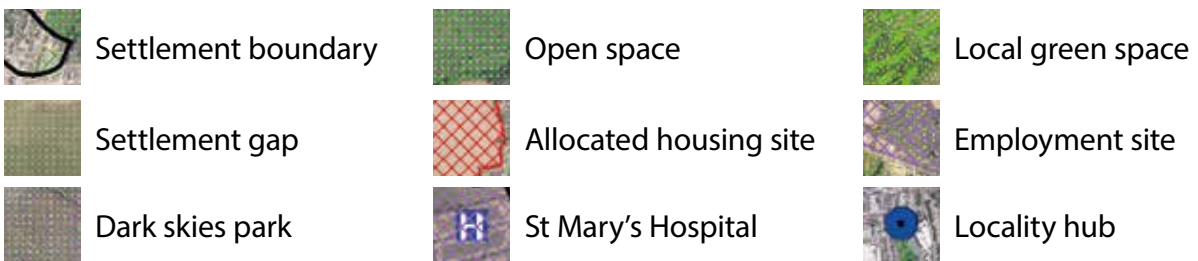 Settlement boundary
Open space
Local green space
Settlement gap
Allocated housing site
Employment site
Dark skies park
H
St Mary's Hospital
Locality hub